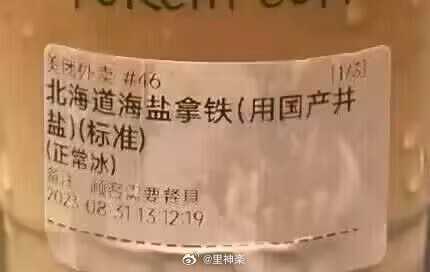 美团外卖 #46
北海道海盐拿铁(用国产井
盐)(标准)
(正常冰)
备注: 顾客需要餐具
2023-08-31 13:12:19
@里神楽